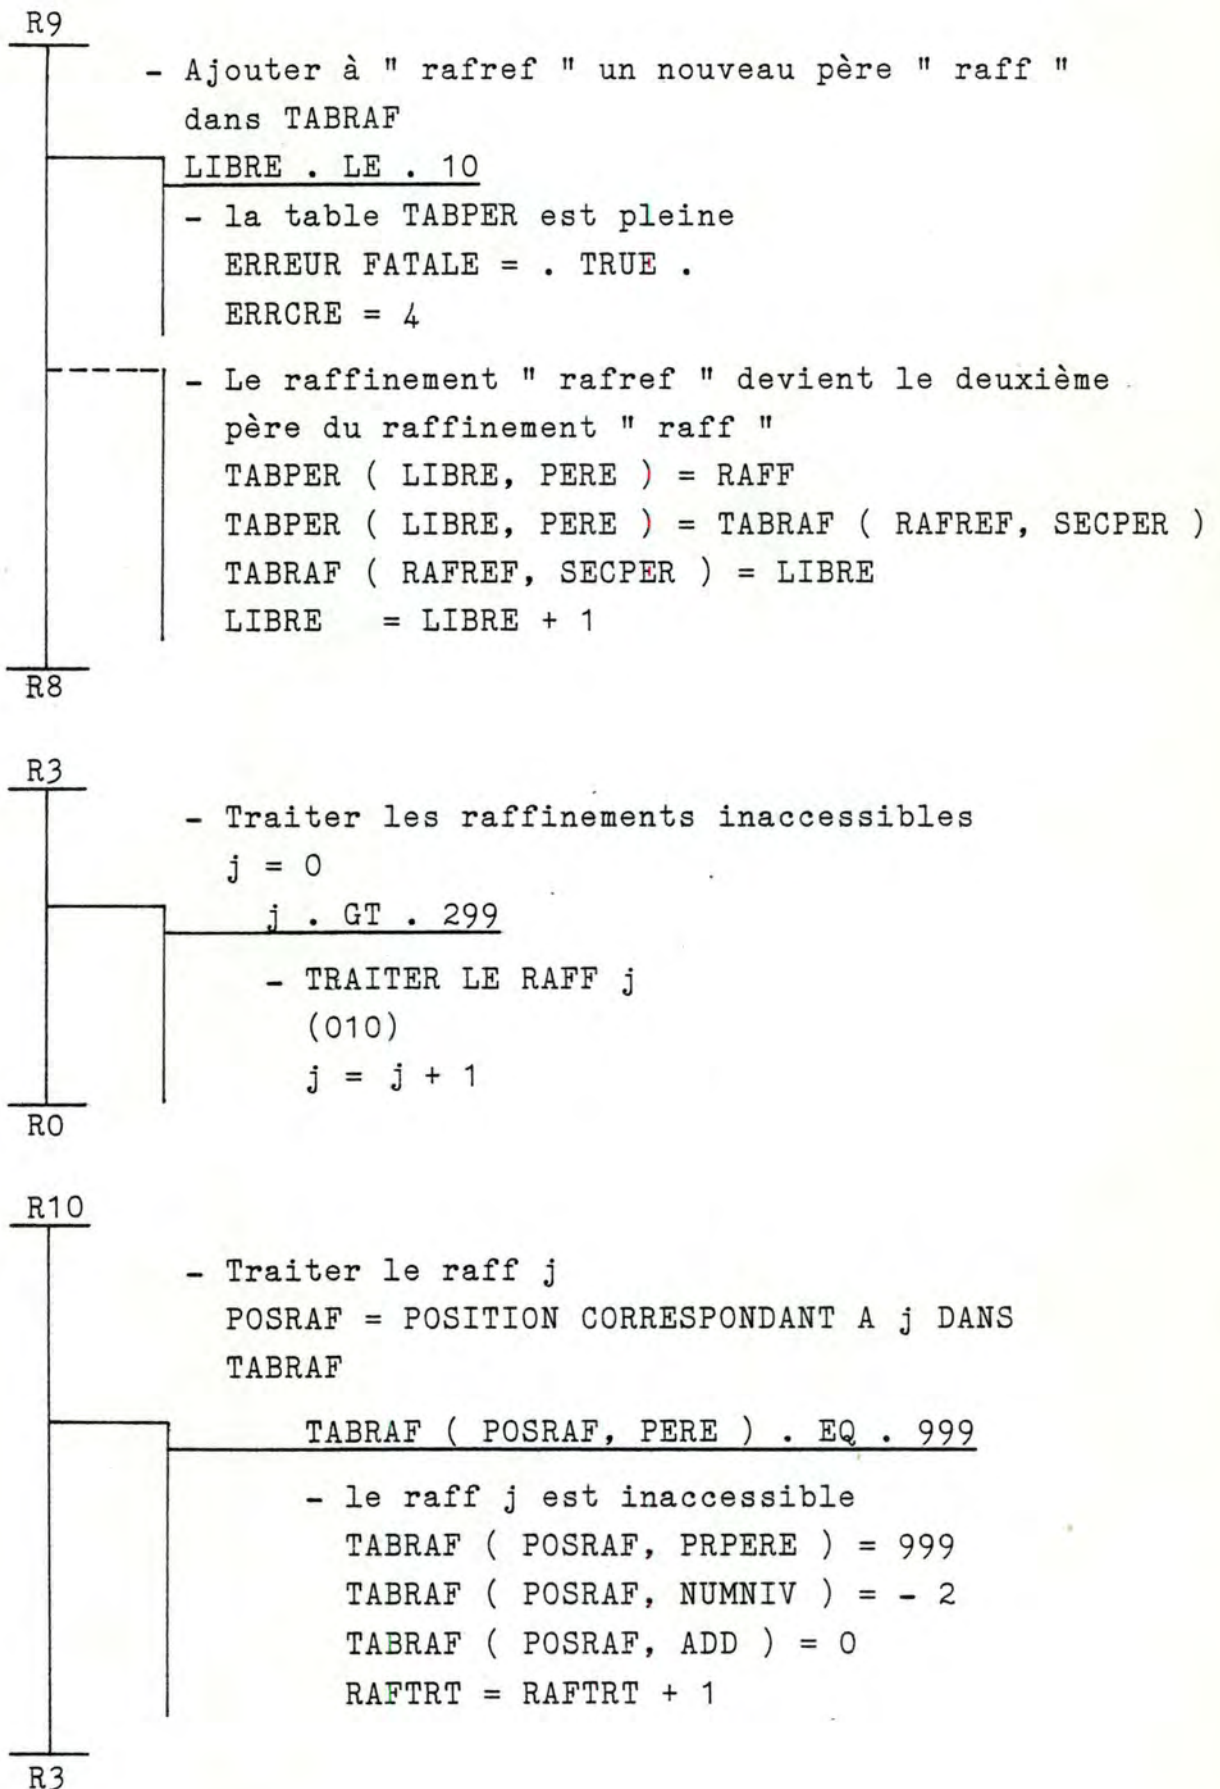 R9
- Ajouter à " rafref " un nouveau père " raff "
dans TABRAF
LIBRE . LE . 10
- la table TABPER est pleine
ERREUR FATALE = . TRUE .
ERRCRE = 4
- Le raffinement " rafref " devient le deuxième
père du raffinement " raff "
TABPER ( LIBRE, PERE ) = RAFF
TABPER ( LIBRE, PERE ) = TABRAF ( RAFREF, SECPER )
TABRAF ( RAFREF, SECPER ) = LIBRE
LIBRE = LIBRE + 1
R8
R3
- Traiter les raffinements inaccessibles
j = 0
j . GT . 299
- TRAITER LE RAFF j
(010)
j = j + 1
R0
R10
- Traiter le raff j
POSRAF = POSITION CORRESPONDANT A j DANS
TABRAF
TABRAF ( POSRAF, PERE ) . EQ . 999
- le raff j est inaccessible
TABRAF ( POSRAF, PRPERE ) = 999
TABRAF ( POSRAF, NUMNIV ) = - 2
TABRAF ( POSRAF, ADD ) = 0
RAFTRT = RAFTRT + 1
R3